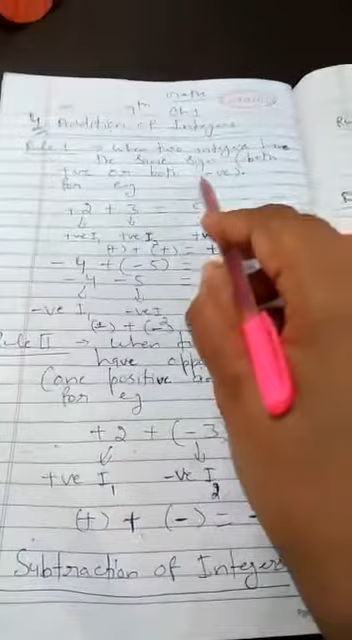 Maths
7th Ch 1
Addition of Integers
Rule I → When two integers have
the same sign (both
+ve or both -ve).
for eg
+2 + 3 =
+ve I +ve I
(+) + (+) =
-4 + (-5) =
-4 -5 =
-ve I -ve I
Rule II → When
have
(one positive
for eg
+2 + (-3
+ve I1 -ve I2
(+) + (-) = -
Subtraction of Integers